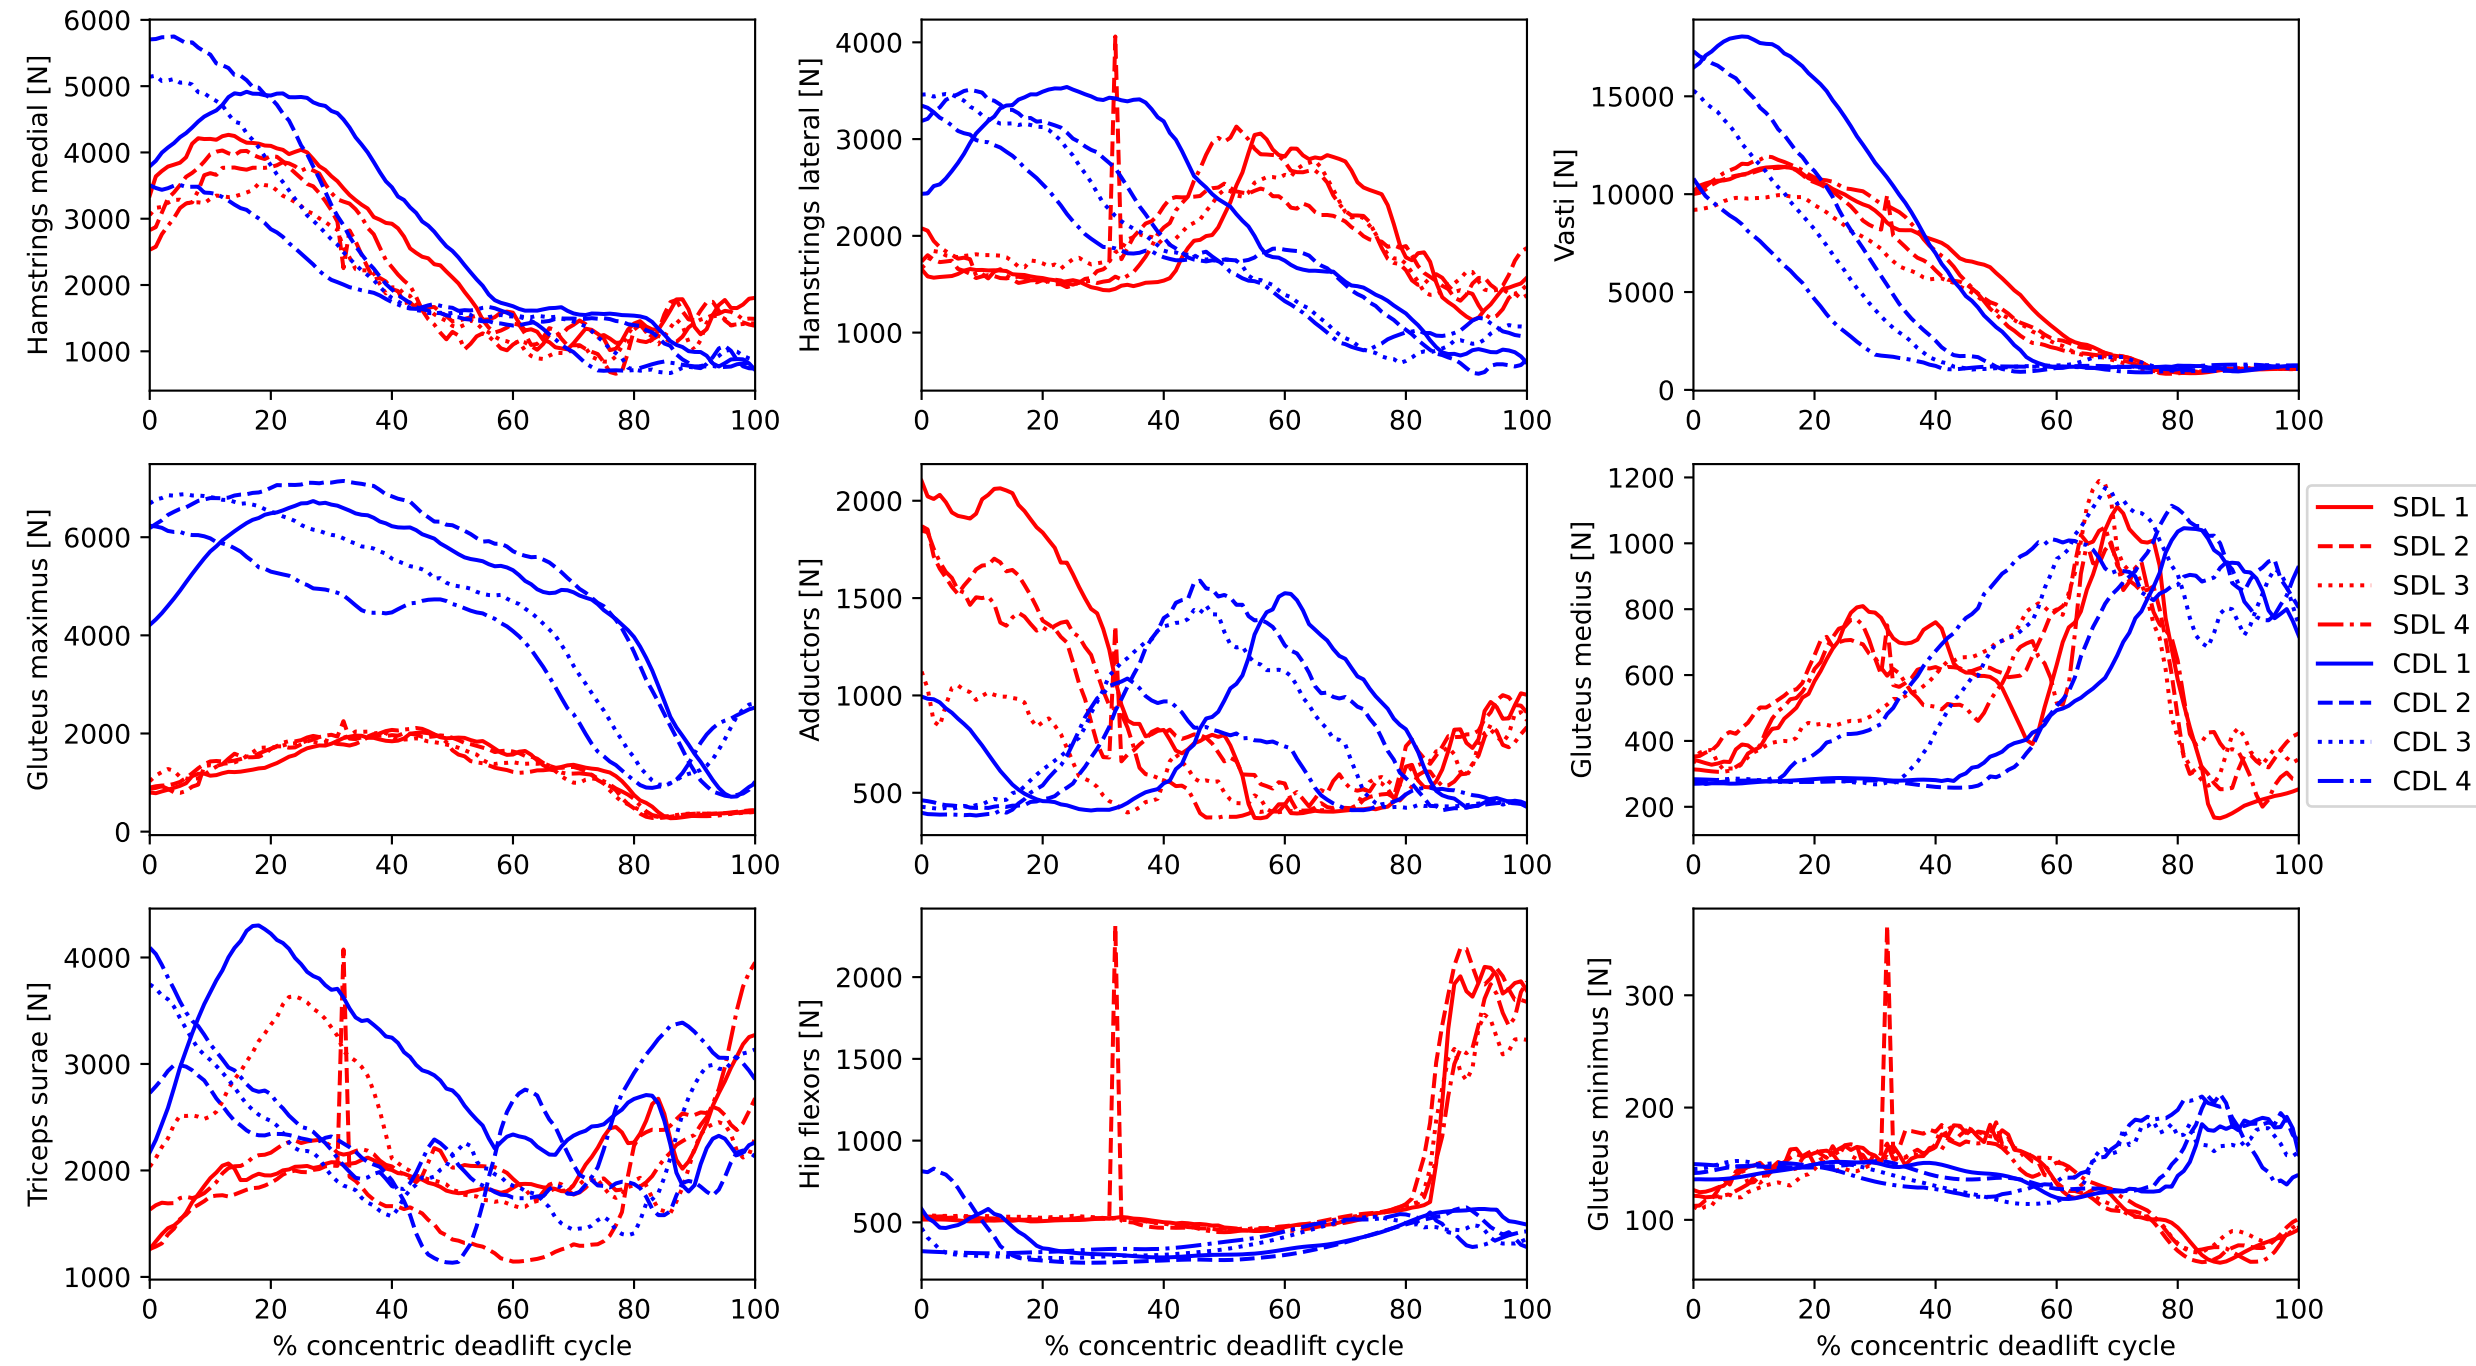 Hamstrings medial [N]
6000
5000
4000
3000
2000
1000
0 20 40 60 80 100
Hamstrings lateral [N]
4000
3000
2000
1000
0 20 40 60 80 100
Vasti [N]
15000
10000
5000
0
0 20 40 60 80 100
Gluteus maximus [N]
6000
4000
2000
0
0 20 40 60 80 100
Adductors [N]
2000
1500
1000
500
0 20 40 60 80 100
Gluteus medius [N]
1200
1000
800
600
400
200
0 20 40 60 80 100
SDL 1
SDL 2
SDL 3
SDL 4
CDL 1
CDL 2
CDL 3
CDL 4
Triceps surae [N]
4000
3000
2000
1000
0 20 40 60 80 100
% concentric deadlift cycle
Hip flexors [N]
2000
1500
1000
500
0 20 40 60 80 100
% concentric deadlift cycle
Gluteus minimus [N]
300
200
100
0 20 40 60 80 100
% concentric deadlift cycle